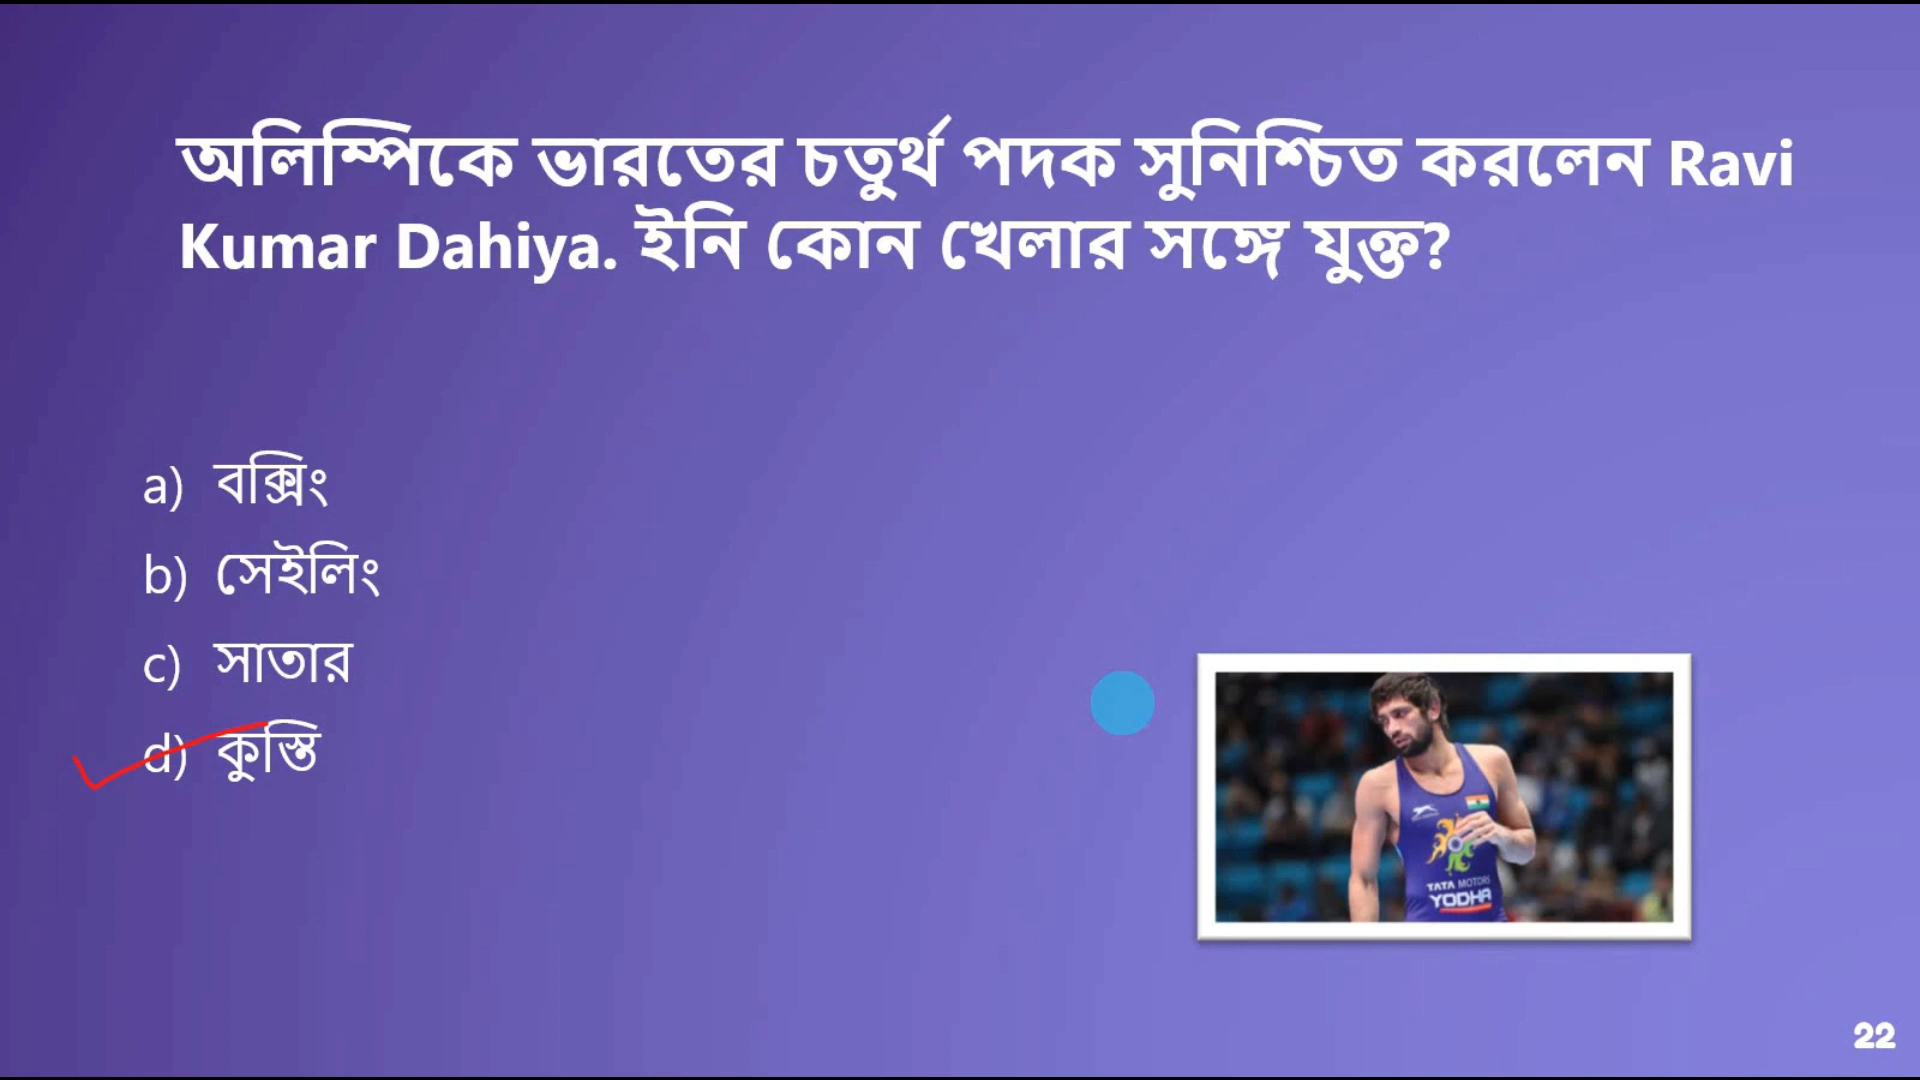 অলিম্পিকে ভারতের চতুর্থ পদক সুনিশ্চিত করলেন Ravi
Kumar Dahiya. ইনি কোন খেলার সঙ্গে যুক্ত?
a) বক্সিং
b) সেইলিং
c) সাতার
d) কুস্তি
TATA MOTORS
YODHA
22